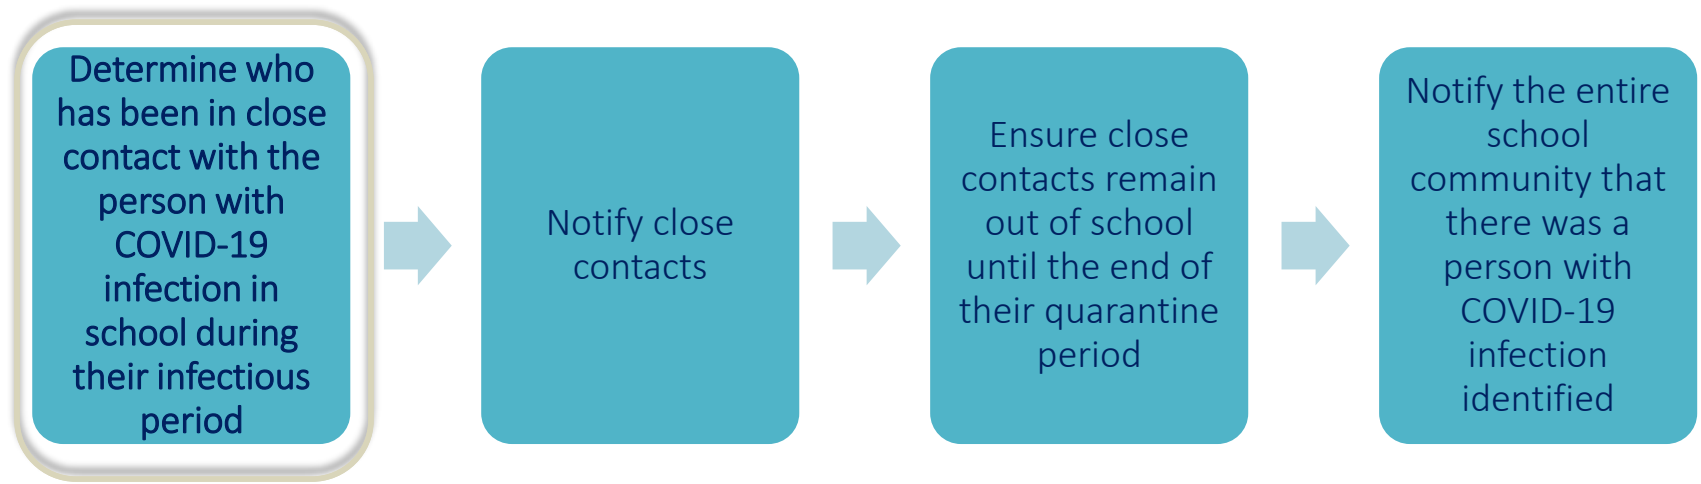 Determine who
has been in close
contact with the
person with
COVID-19
infection in
school during
their infectious
period
Notify close
contacts
Ensure close
contacts remain
out of school
until the end of
their quarantine
period
Notify the entire
school
community that
there was a
person with
COVID-19
infection
identified